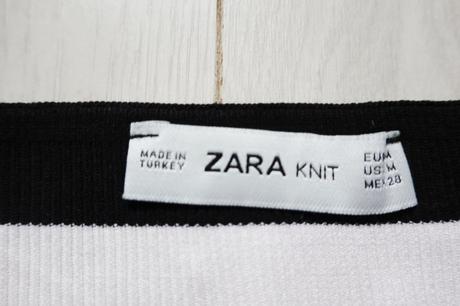 MADE IN
TURKEY
ZARA KNIT
EUR M
US M
MEX 28